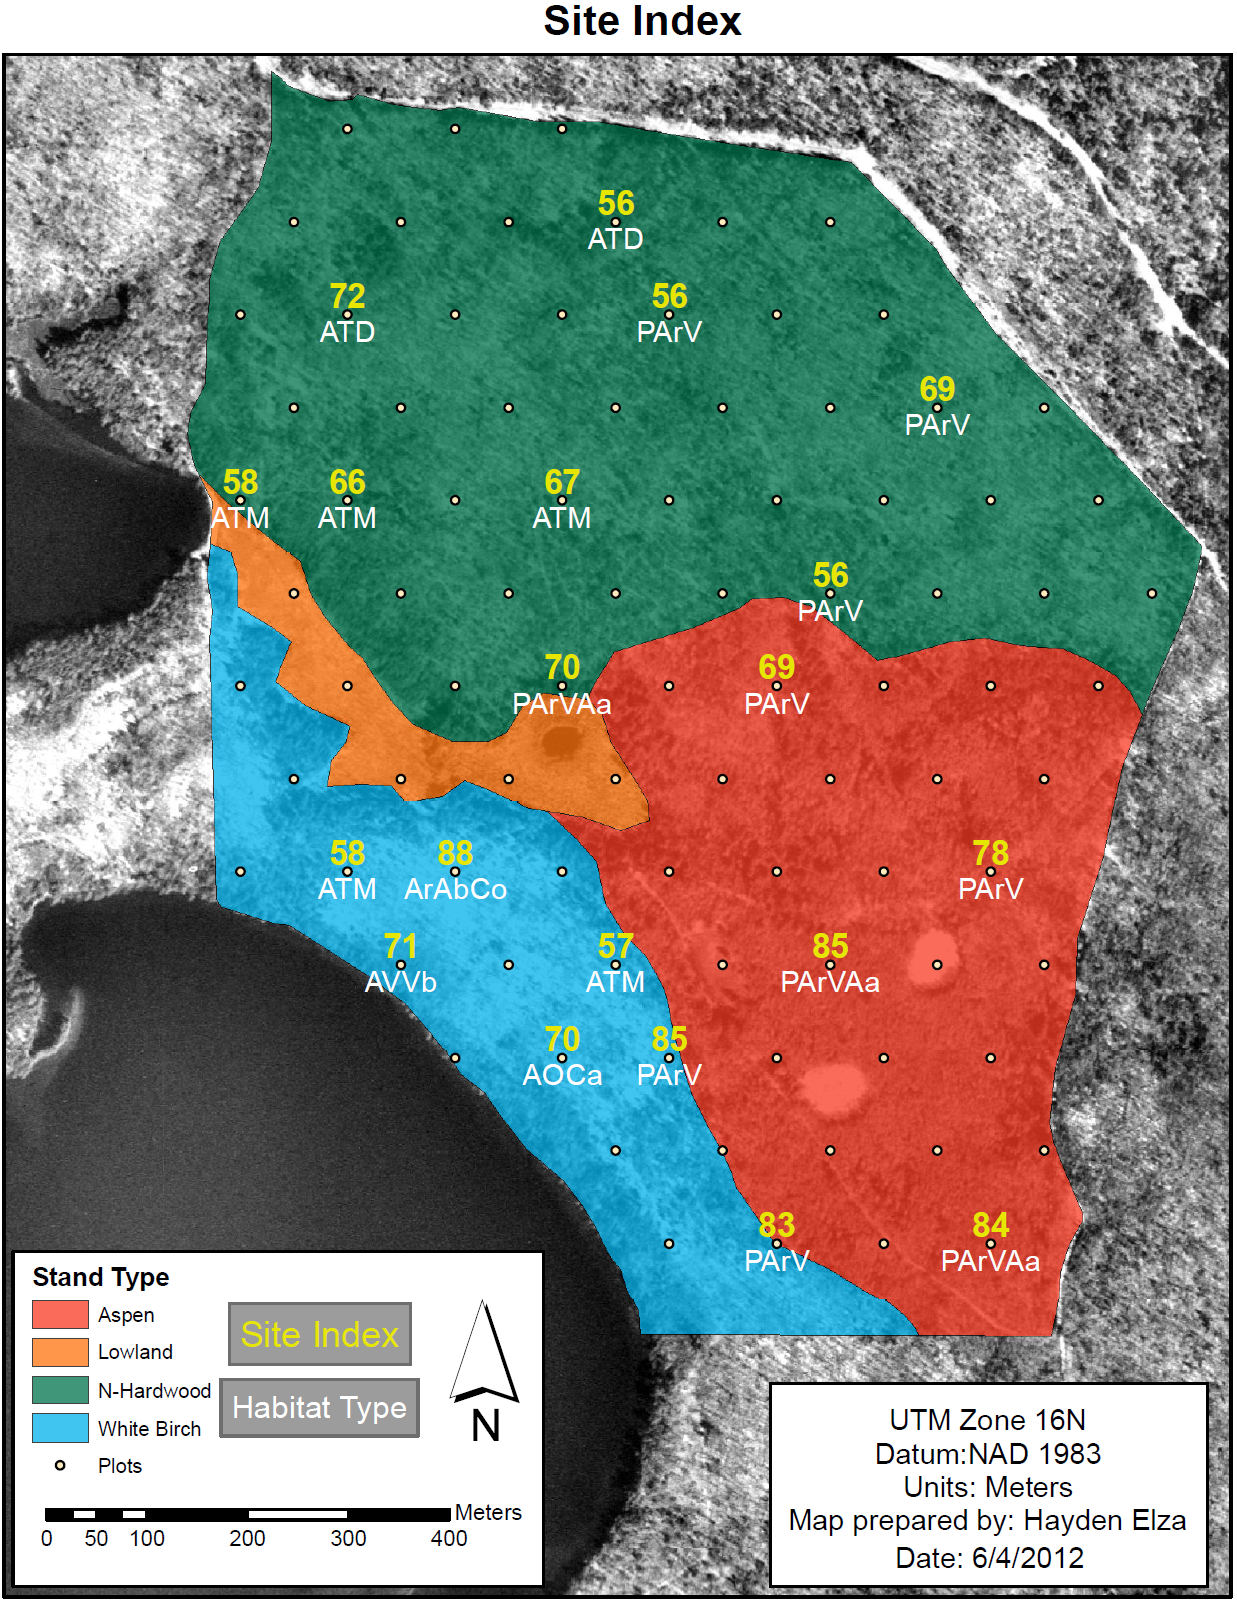 Site Index
56
ATD
72
ATD
56
PArV
69
PArV
58
ATM
66
ATM
67
ATM
56
PArV
70
PArVAa
69
PArV
58
ATM
88
ArAbCo
78
PArV
71
AVVb
57
ATM
85
PArVAa
70
AOCa
85
PArV
83
PArV
84
PArVAa
Stand Type
Aspen
Lowland
N-Hardwood
White Birch
Plots
Site Index
Habitat Type
N
Meters
0 50 100 200 300 400
UTM Zone 16N
Datum:NAD 1983
Units: Meters
Map prepared by: Hayden Elza
Date: 6/4/2012